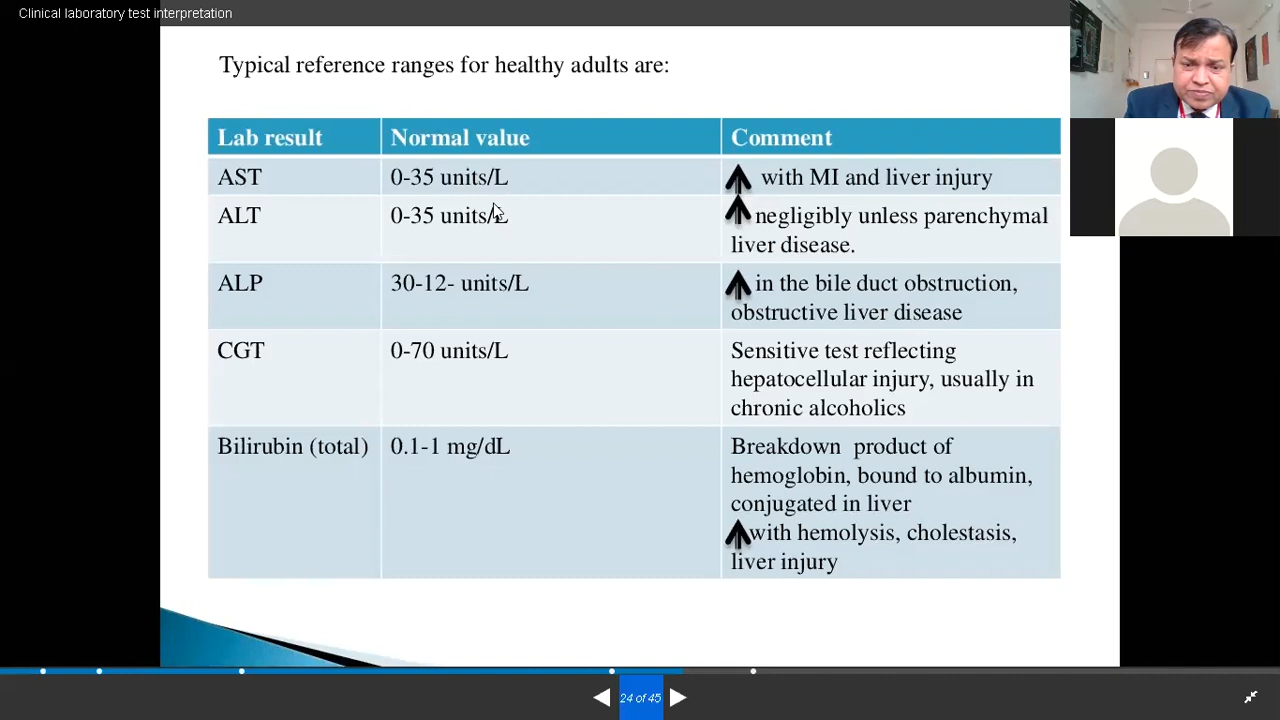 Clinical laboratory test interpretation
Typical reference ranges for healthy adults are:
Lab result Normal value Comment
AST 0-35 units/L with MI and liver injury
ALT 0-35 units/L negligibly unless parenchymal
liver disease.
ALP 30-12- units/L in the bile duct obstruction,
obstructive liver disease
CGT 0-70 units/L Sensitive test reflecting
hepatocellular injury, usually in
chronic alcoholics
Bilirubin (total) 0.1-1 mg/dL Breakdown product of
hemoglobin, bound to albumin,
conjugated in liver
with hemolysis, cholestasis,
liver injury
24 of 45